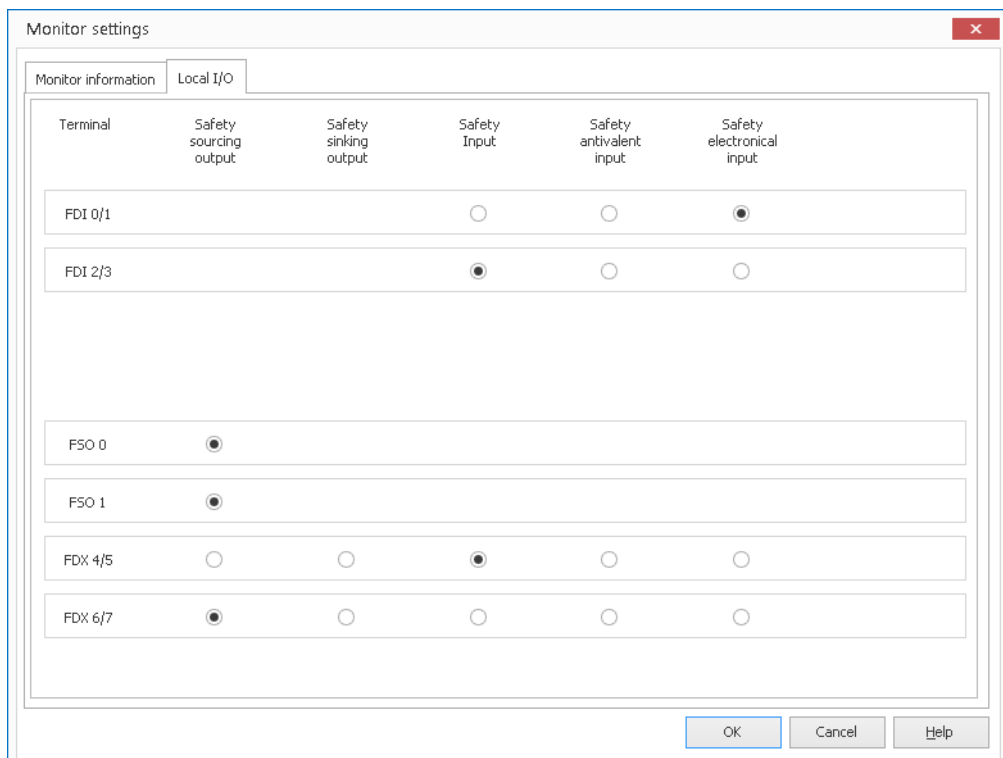 Monitor settings
Monitor information
Local I/O
Terminal
Safety
sourcing
output
Safety
sinking
output
Safety
Input
Safety
antivalent
input
Safety
electronical
input
FDI 0/1
FDI 2/3
FSO 0
FSO 1
FDX 4/5
FDX 6/7
OK
Cancel
Help